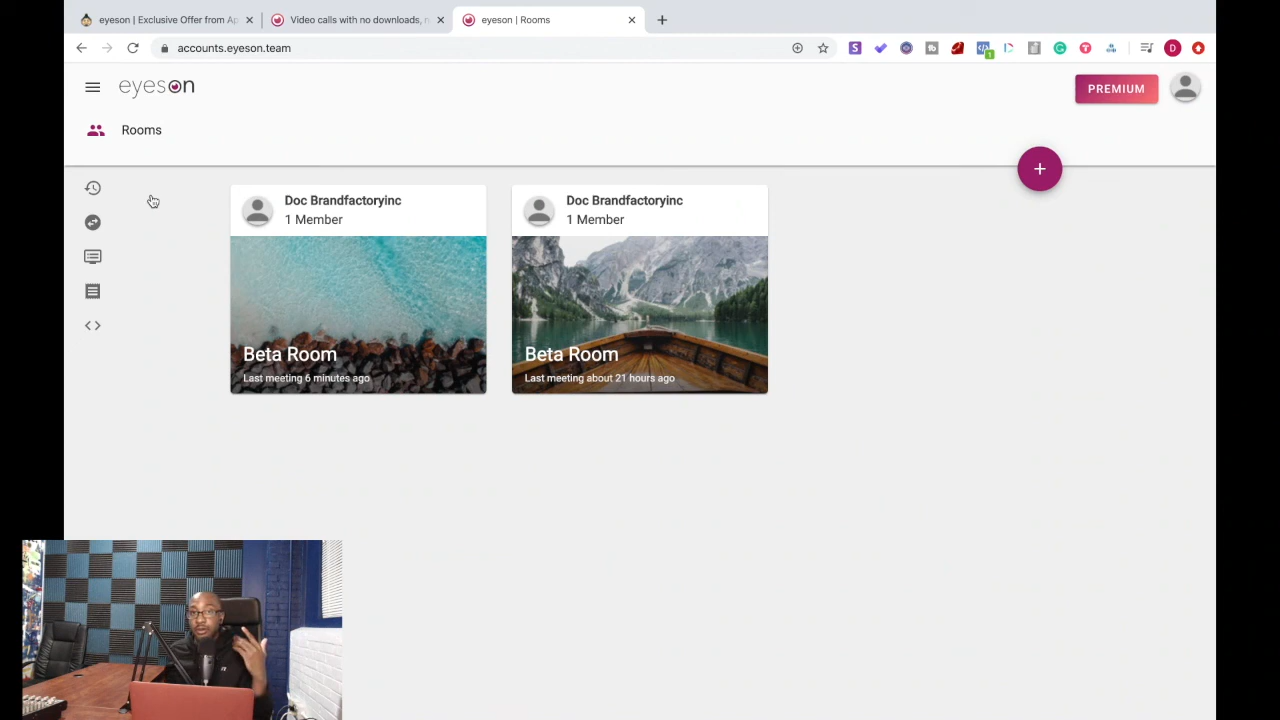 eyeson | Exclusive Offer from Ap
Video calls with no downloads, n
eyeson | Rooms
accounts.eyeson.team
eyeson
PREMIUM
Rooms
Doc Brandfactoryinc
1 Member
Beta Room
Last meeting 6 minutes ago
Doc Brandfactoryinc
1 Member
Beta Room
Last meeting about 21 hours ago